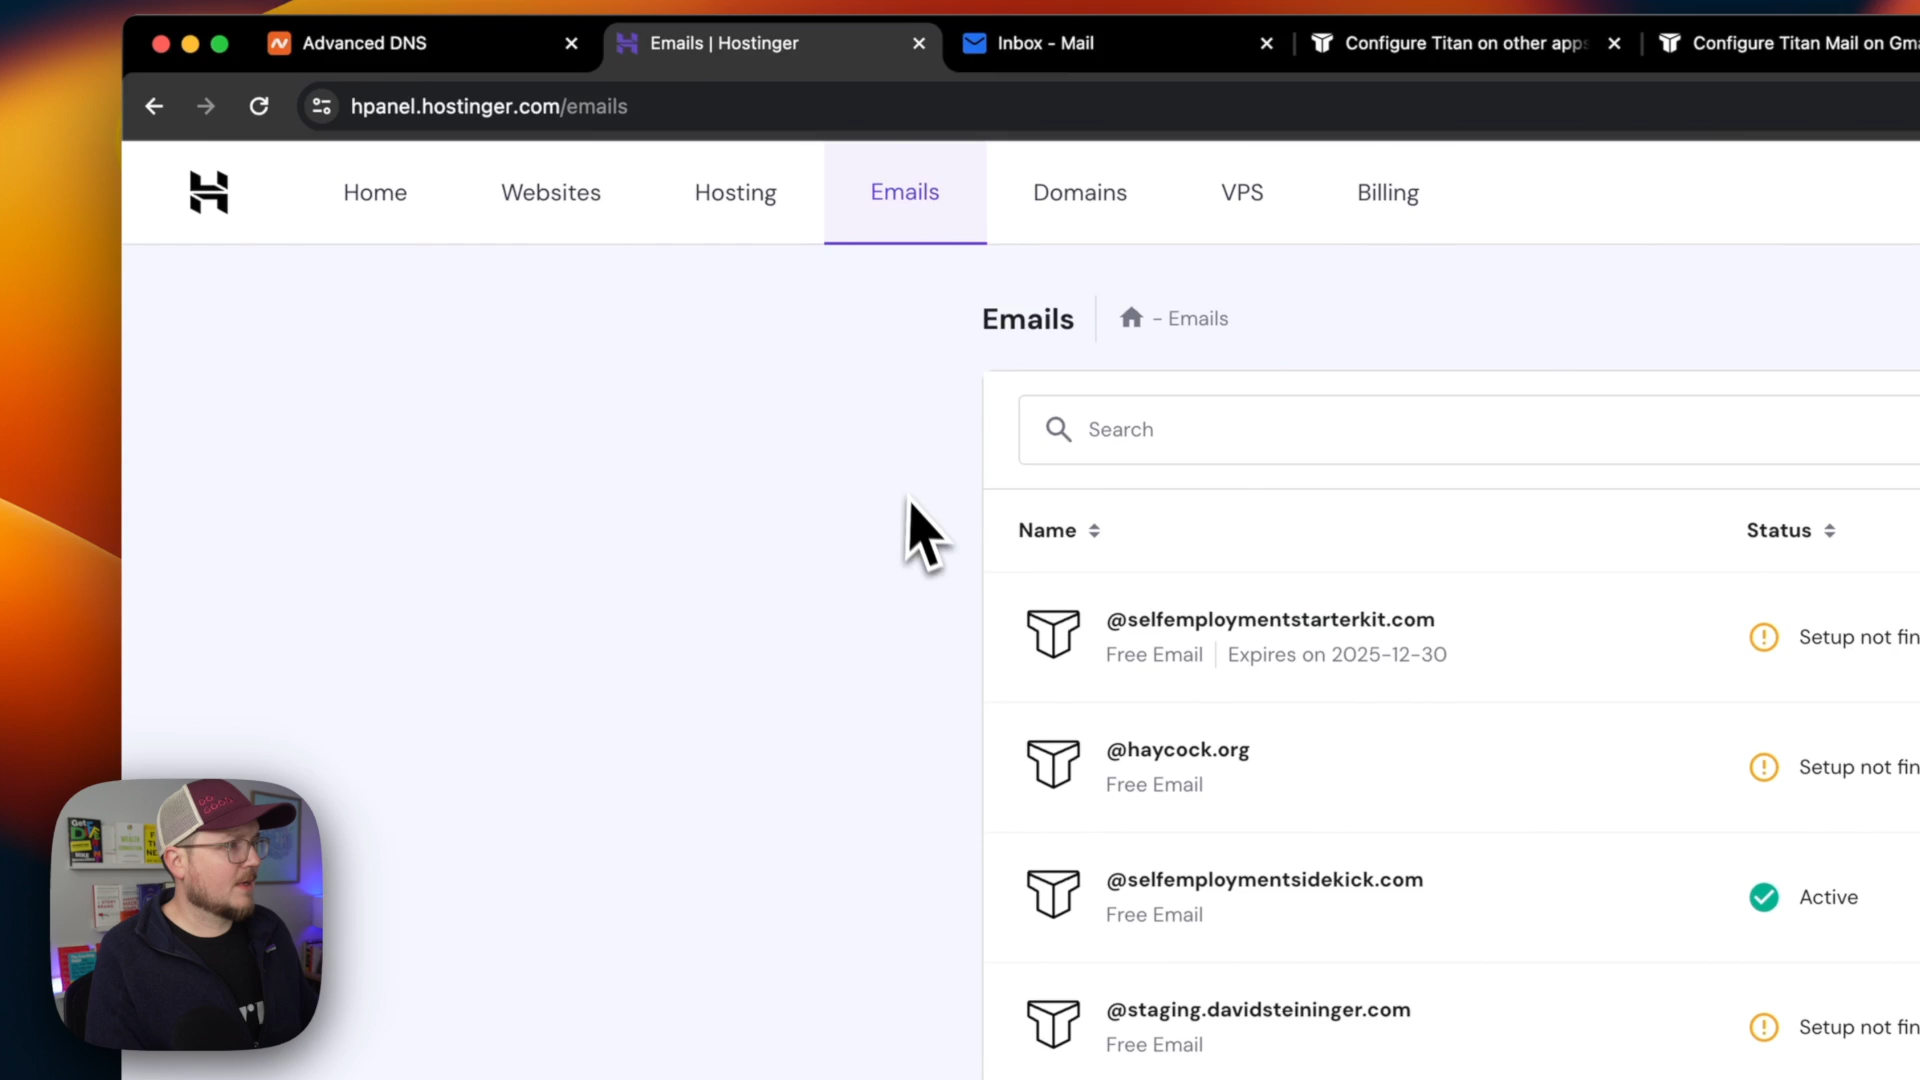 Advanced DNS
Emails | Hostinger
Inbox - Mail
Configure Titan on other apps
Configure Titan Mail on Gma
hpanel.hostinger.com/emails
Home
Websites
Hosting
Emails
Domains
VPS
Billing
Emails
- Emails
Search
Name
Status
@selfemploymentstarterkit.com
Free Email
Expires on 2025-12-30
Setup not fin
@haycock.org
Free Email
Setup not fin
@selfemploymentsidekick.com
Free Email
Active
@staging.davidsteininger.com
Free Email
Setup not fin